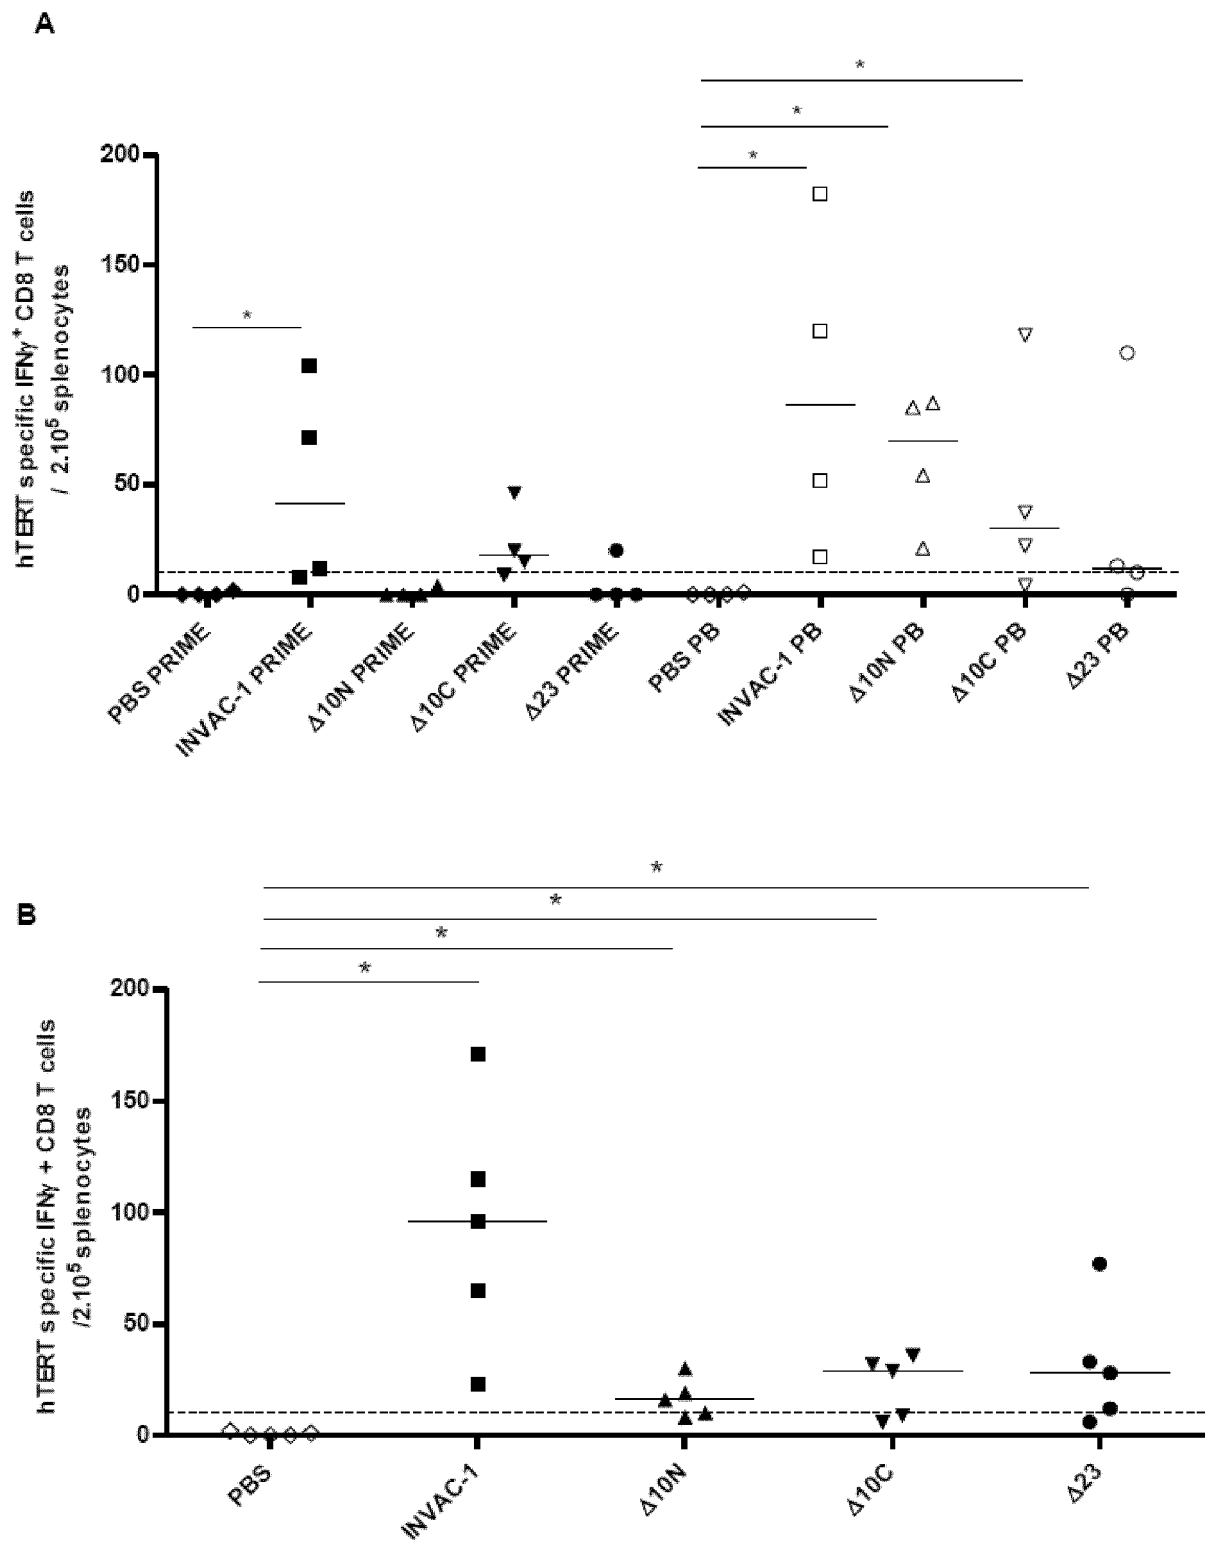 A
*
*
*
*
hTERT specific IFNγ⁺ CD8 T cells
/ 2.10⁵ splenocytes
200
150
100
50
0
PBS PRIME
INVAC-1 PRIME
Δ10N PRIME
Δ10C PRIME
Δ23 PRIME
PBS PB
INVAC-1 PB
Δ10N PB
Δ10C PB
Δ23 PB
B
*
*
*
*
hTERT specific IFNγ + CD8 T cells
/2.10⁵ splenocytes
200
150
100
50
0
PBS
INVAC-1
Δ10N
Δ10C
Δ23